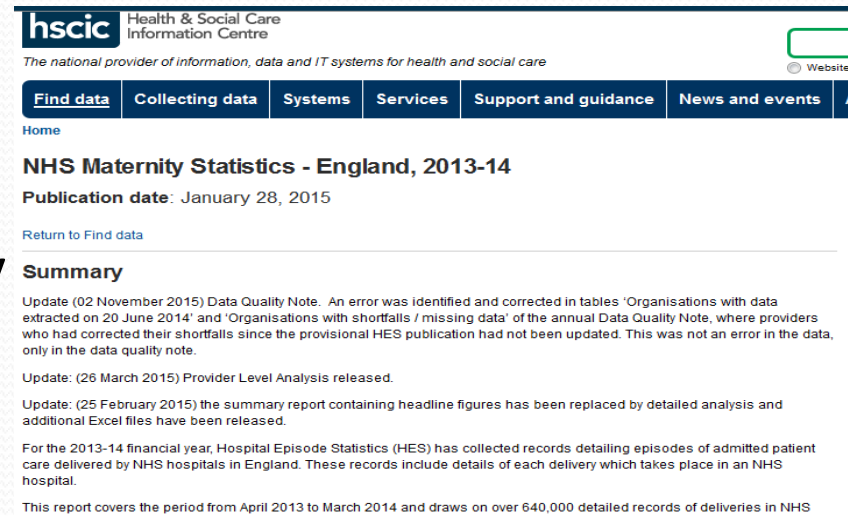 hscic Health & Social Care
Information Centre
The national provider of information, data and IT systems for health and social care
Website
Find data Collecting data Systems Services Support and guidance News and events A
Home
NHS Maternity Statistics - England, 2013-14
Publication date: January 28, 2015
Return to Find data
Summary
Update (02 November 2015) Data Quality Note. An error was identified and corrected in tables ‘Organisations with data
extracted on 20 June 2014’ and ‘Organisations with shortfalls / missing data’ of the annual Data Quality Note, where providers
who had corrected their shortfalls since the provisional HES publication had not been updated. This was not an error in the data,
only in the data quality note.
Update: (26 March 2015) Provider Level Analysis released.
Update: (25 February 2015) the summary report containing headline figures has been replaced by detailed analysis and
additional Excel files have been released.
For the 2013-14 financial year, Hospital Episode Statistics (HES) has collected records detailing episodes of admitted patient
care delivered by NHS hospitals in England. These records include details of each delivery which takes place in an NHS
hospital.
This report covers the period from April 2013 to March 2014 and draws on over 640,000 detailed records of deliveries in NHS